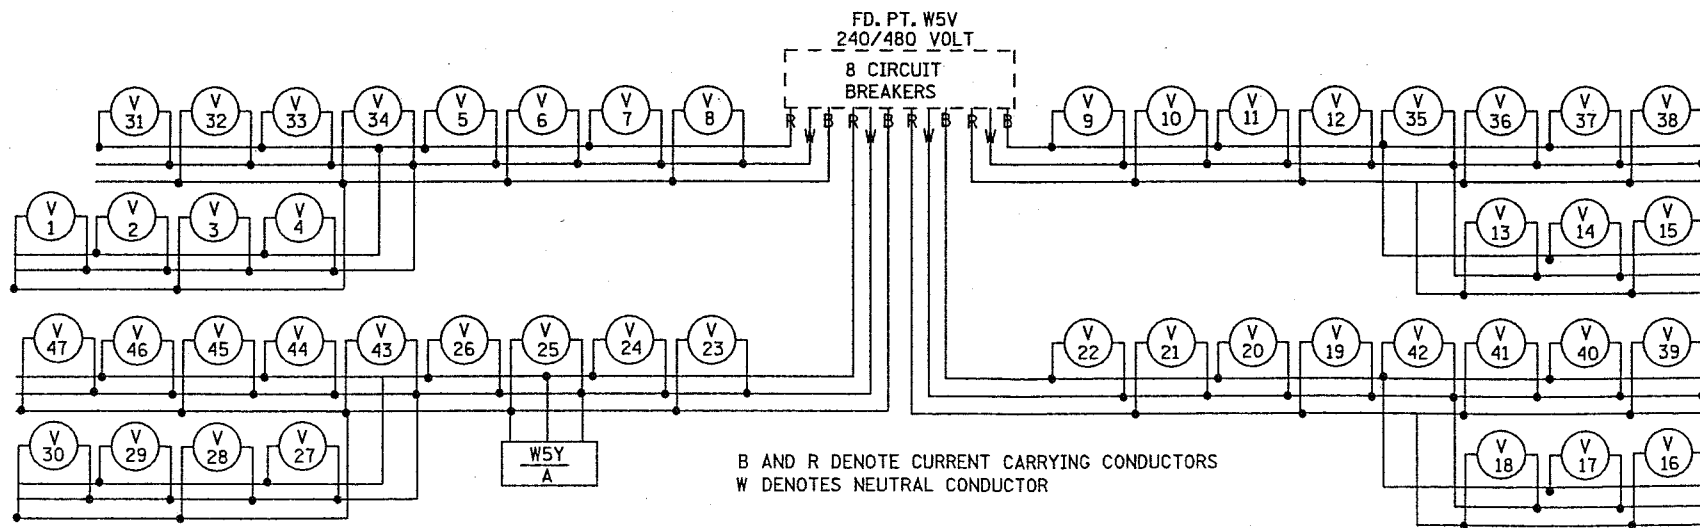 FD. PT. W5V
240/480 VOLT
8 CIRCUIT
BREAKERS
R W B R W B R W B R W B
V 31 V 32 V 33 V 34 V 5 V 6 V 7 V 8
V 9 V 10 V 11 V 12 V 35 V 36 V 37 V 38
V 1 V 2 V 3 V 4
V 13 V 14 V 15
V 47 V 46 V 45 V 44 V 43 V 26 V 25 V 24 V 23
V 22 V 21 V 20 V 19 V 42 V 41 V 40 V 39
V 30 V 29 V 28 V 27
W5Y
A
V 18 V 17 V 16
B AND R DENOTE CURRENT CARRYING CONDUCTORS
W DENOTES NEUTRAL CONDUCTOR